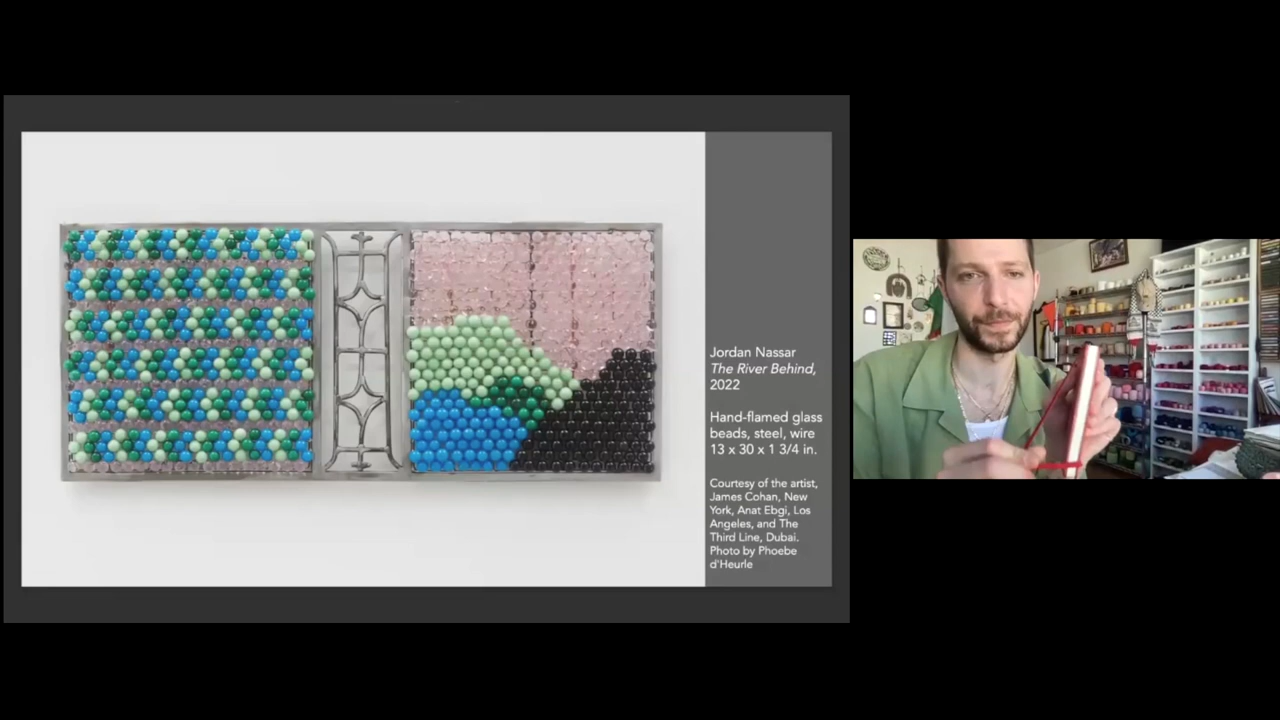 Jordan Nassar
The River Behind,
2022
Hand-flamed glass
beads, steel, wire
13 x 30 x 1 3/4 in.
Courtesy of the artist,
James Cohan, New
York, Anat Ebgi, Los
Angeles, and The
Third Line, Dubai.
Photo by Phoebe
d'Heurle